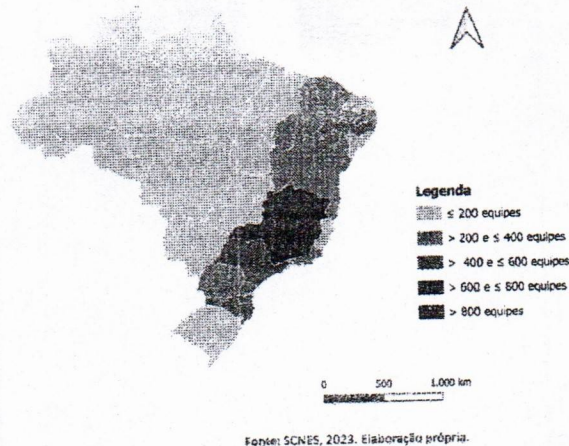 Legenda
≤ 200 equipes
> 200 e ≤ 400 equipes
> 400 e ≤ 600 equipes
> 600 e ≤ 800 equipes
> 800 equipes
0 500 1.000 km
Fonte: SCNES, 2023. Elaboração própria.